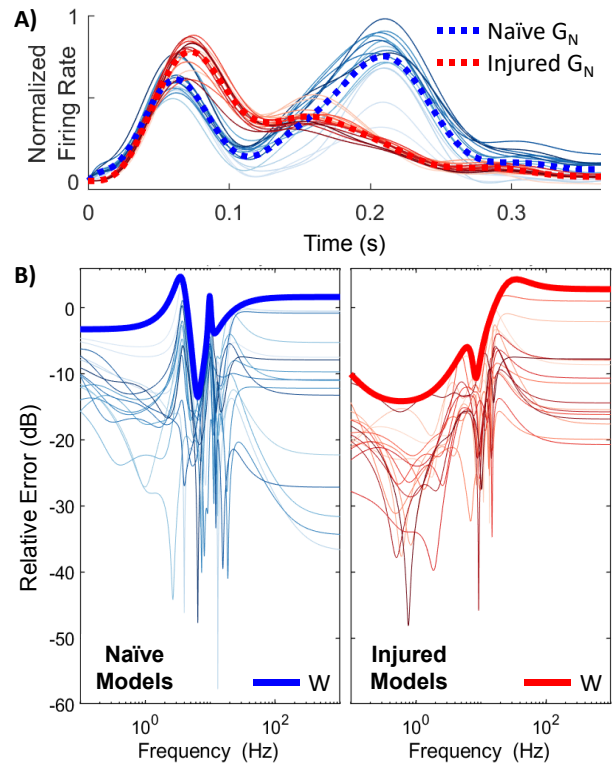 A)
Normalized
Firing Rate
1
0
Naïve G_N
Injured G_N
0
0.1
0.2
0.3
Time (s)
B)
Relative Error (dB)
0
-10
-20
-30
-40
-50
-60
Naïve
Models
W
Injured
Models
W
10^0
10^2
10^0
10^2
Frequency (Hz)
Frequency (Hz)